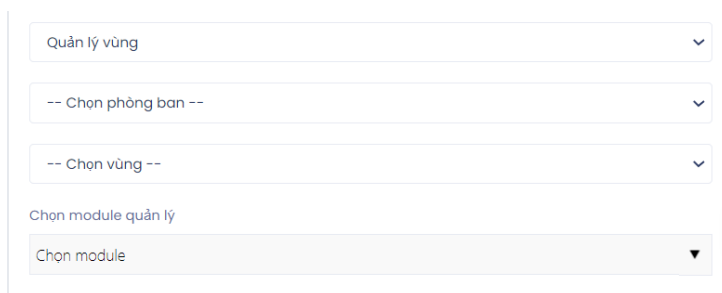 Quản lý vùng
-- Chọn phòng ban --
-- Chọn vùng --
Chọn module quản lý
Chọn module